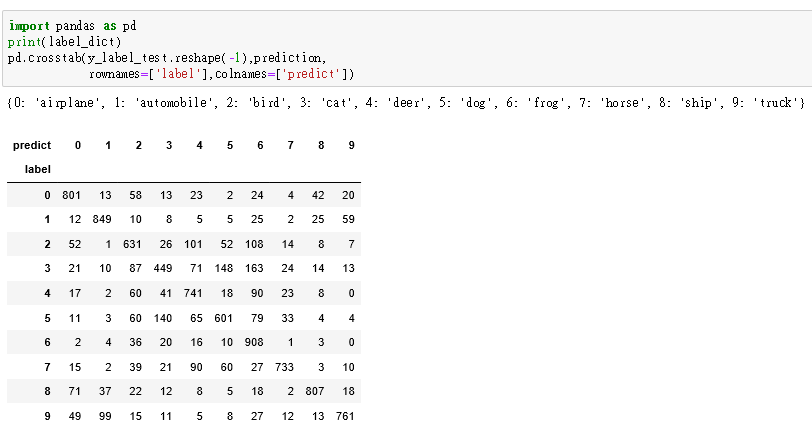 import pandas as pd
print(label_dict)
pd.crosstab(y_label_test.reshape(-1),prediction,
rownames=['label'],colnames=['predict'])
{0: 'airplane', 1: 'automobile', 2: 'bird', 3: 'cat', 4: 'deer', 5: 'dog', 6: 'frog', 7: 'horse', 8: 'ship', 9: 'truck'}
predict 0 1 2 3 4 5 6 7 8 9
label
0 801 13 58 13 23 2 24 4 42 20
1 12 849 10 8 5 5 25 2 25 59
2 52 1 631 26 101 52 108 14 8 7
3 21 10 87 449 71 148 163 24 14 13
4 17 2 60 41 741 18 90 23 8 0
5 11 3 60 140 65 601 79 33 4 4
6 2 4 36 20 16 10 908 1 3 0
7 15 2 39 21 90 60 27 733 3 10
8 71 37 22 12 8 5 18 2 807 18
9 49 99 15 11 5 8 27 12 13 761